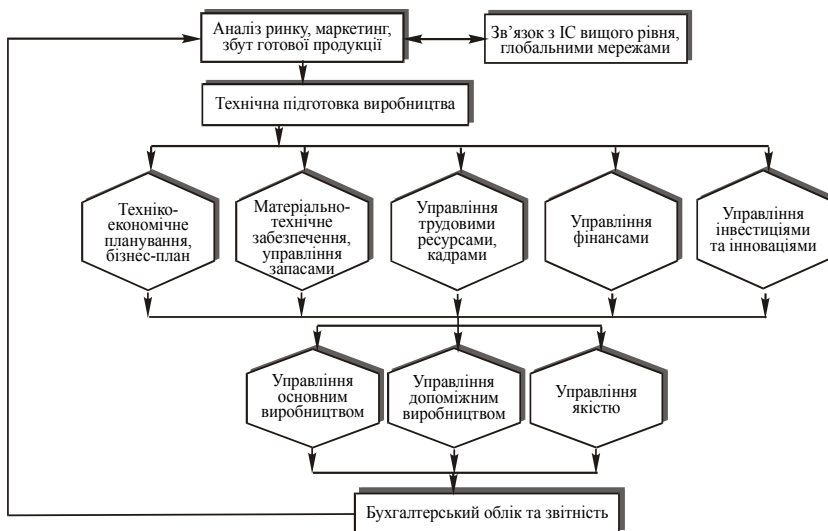 Аналіз ринку, маркетинг,
збут готової продукції
Зв’язок з ІС вищого рівня,
глобальними мережами
Технічна підготовка виробництва
Техніко-
економічне
планування,
бізнес-план
Матеріально-
технічне
забезпечення,
управління
запасами
Управління
трудовими
ресурсами,
кадрами
Управління
фінансами
Управління
інвестиціями
та інноваціями
Управління
основним
виробництвом
Управління
допоміжним
виробництвом
Управління
якістю
Бухгалтерський облік та звітність